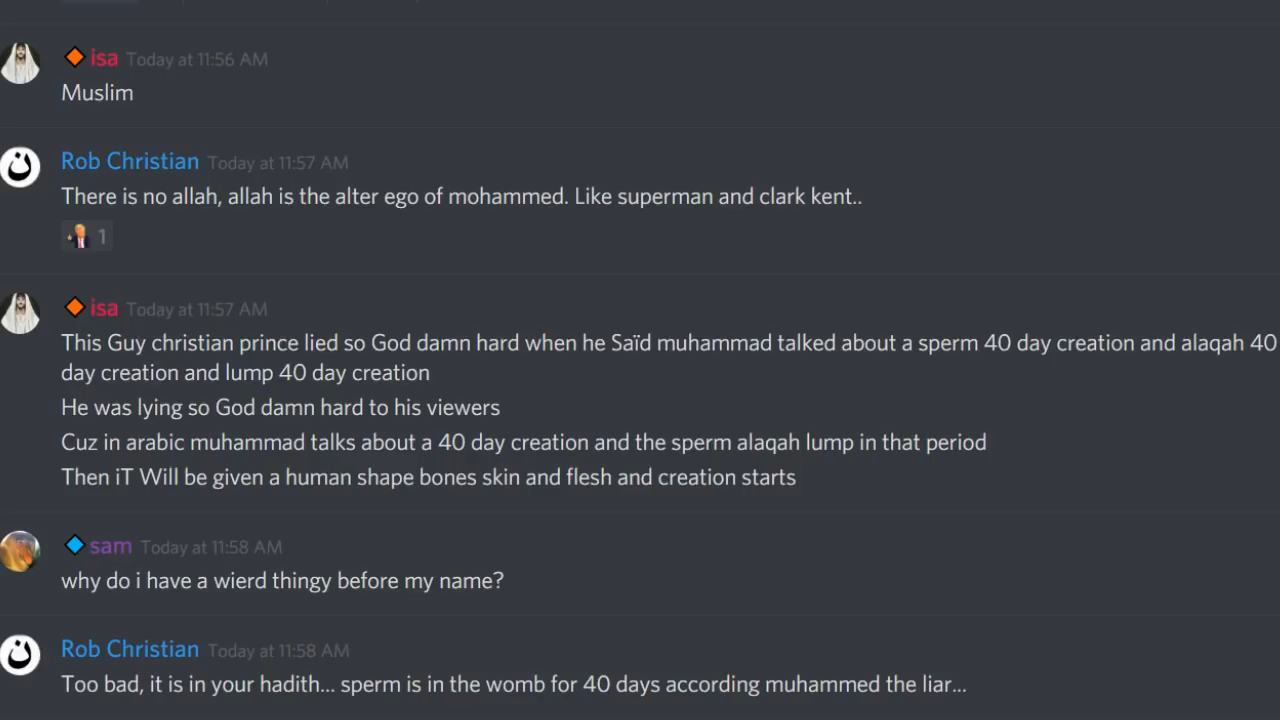 isa Today at 11:56 AM
Muslim
Rob Christian Today at 11:57 AM
There is no allah, allah is the alter ego of mohammed. Like superman and clark kent..
1
isa Today at 11:57 AM
This Guy christian prince lied so God damn hard when he Saïd muhammad talked about a sperm 40 day creation and alaqah 40
day creation and lump 40 day creation
He was lying so God damn hard to his viewers
Cuz in arabic muhammad talks about a 40 day creation and the sperm alaqah lump in that period
Then iT Will be given a human shape bones skin and flesh and creation starts
sam Today at 11:58 AM
why do i have a wierd thingy before my name?
ن Rob Christian Today at 11:58 AM
Too bad, it is in your hadith... sperm is in the womb for 40 days according muhammed the liar...